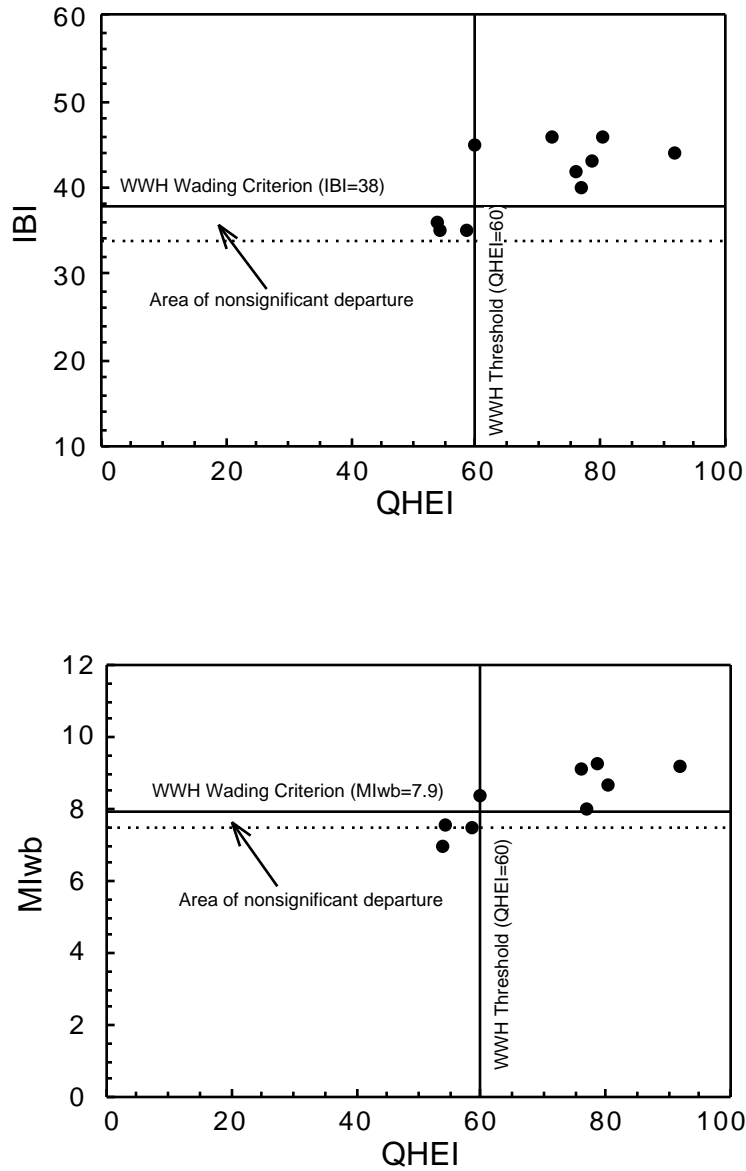 60
50
40
30
20
10
IBI
WWH Wading Criterion (IBI=38)
Area of nonsignificant departure
WWH Threshold (QHEI=60)
0 20 40 60 80 100
QHEI
12
10
8
6
4
2
0
MIwb
WWH Wading Criterion (MIwb=7.9)
Area of nonsignificant departure
WWH Threshold (QHEI=60)
0 20 40 60 80 100
QHEI